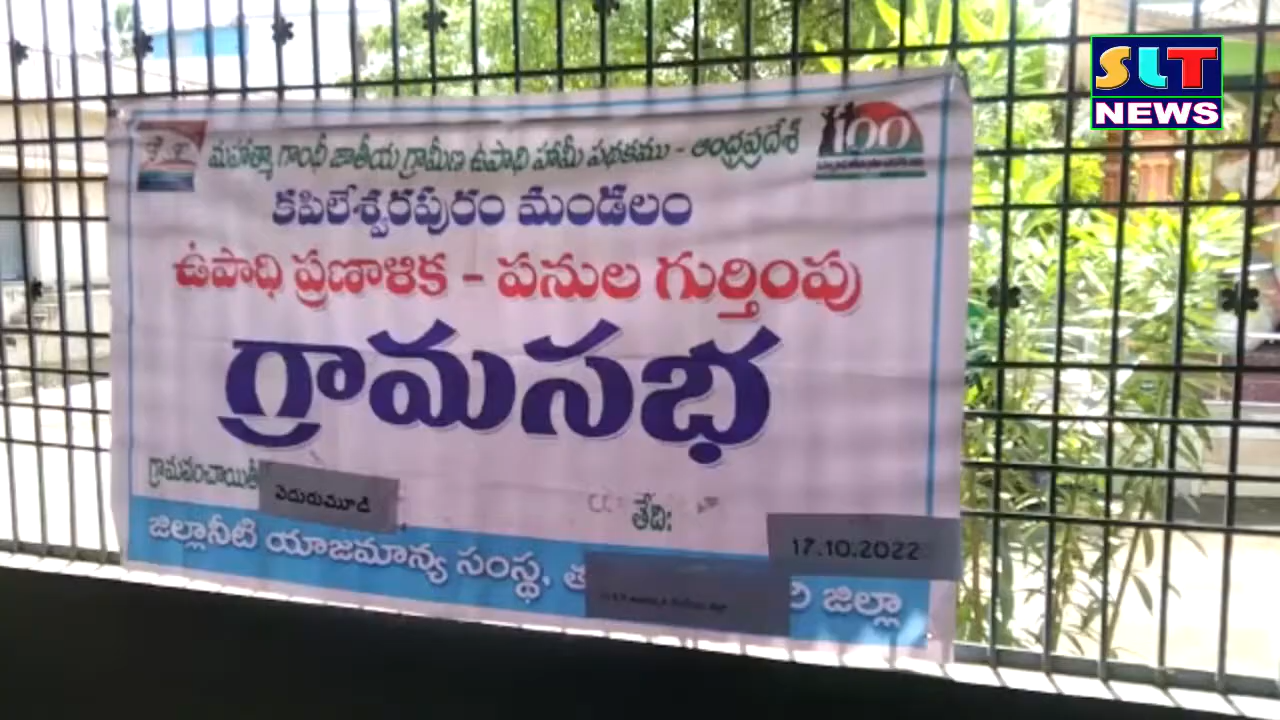 SLT
NEWS
మహాత్మా గాంధీ జాతీయ గ్రామీణ ఉపాధి హామీ పథకము - ఆంధ్రప్రదేశ్
100
కపిలేశ్వరపురం మండలం
ఉపాధి ప్రణాళిక - పనుల గుర్తింపు
గ్రామసభ
గ్రామపంచాయితీ వెదురుమూడి తేది: 17.10.2022
జిల్లానీటి యాజమాన్య సంస్థ, జిల్లా